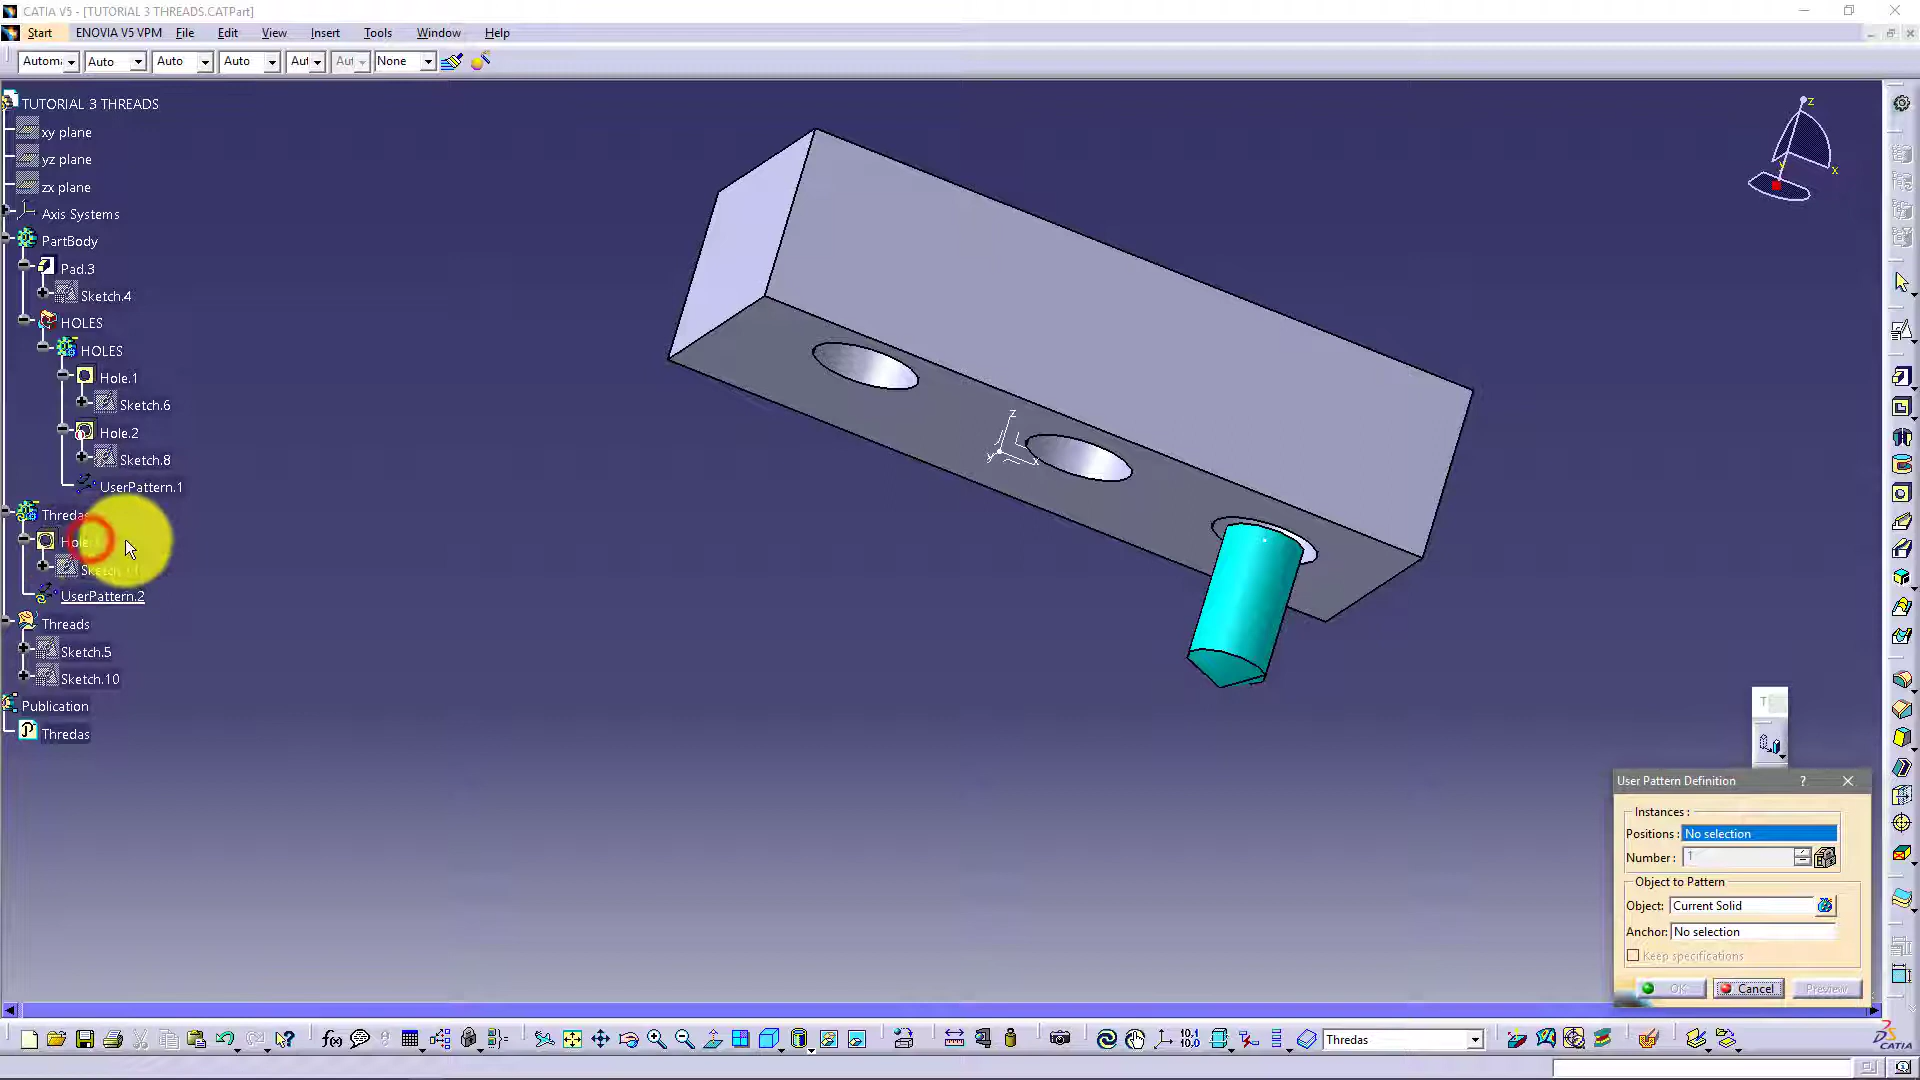 CATIA V5 - [TUTORIAL 3 THREADS.CATPart]
Start ENOVIA V5 VPM File Edit View Insert Tools Window Help
Auto Auto Auto Aut None
TUTORIAL 3 THREADS
xy plane
yz plane
zx plane
Axis Systems
PartBody
Pad.3
Sketch.4
HOLES
HOLES
Hole.1
Sketch.6
Hole.2
Sketch.8
UserPattern.1
Thredas
UserPattern.2
Threads
Sketch.5
Sketch.10
Publication
Thredas
z
x
y
z
x
y
User Pattern Definition ? ×
Instances :
Positions : No selection
Number : 1
Object to Pattern
Object: Current Solid
Anchor: No selection
Keep specifications
OK Cancel Preview
Thredas
CATIA